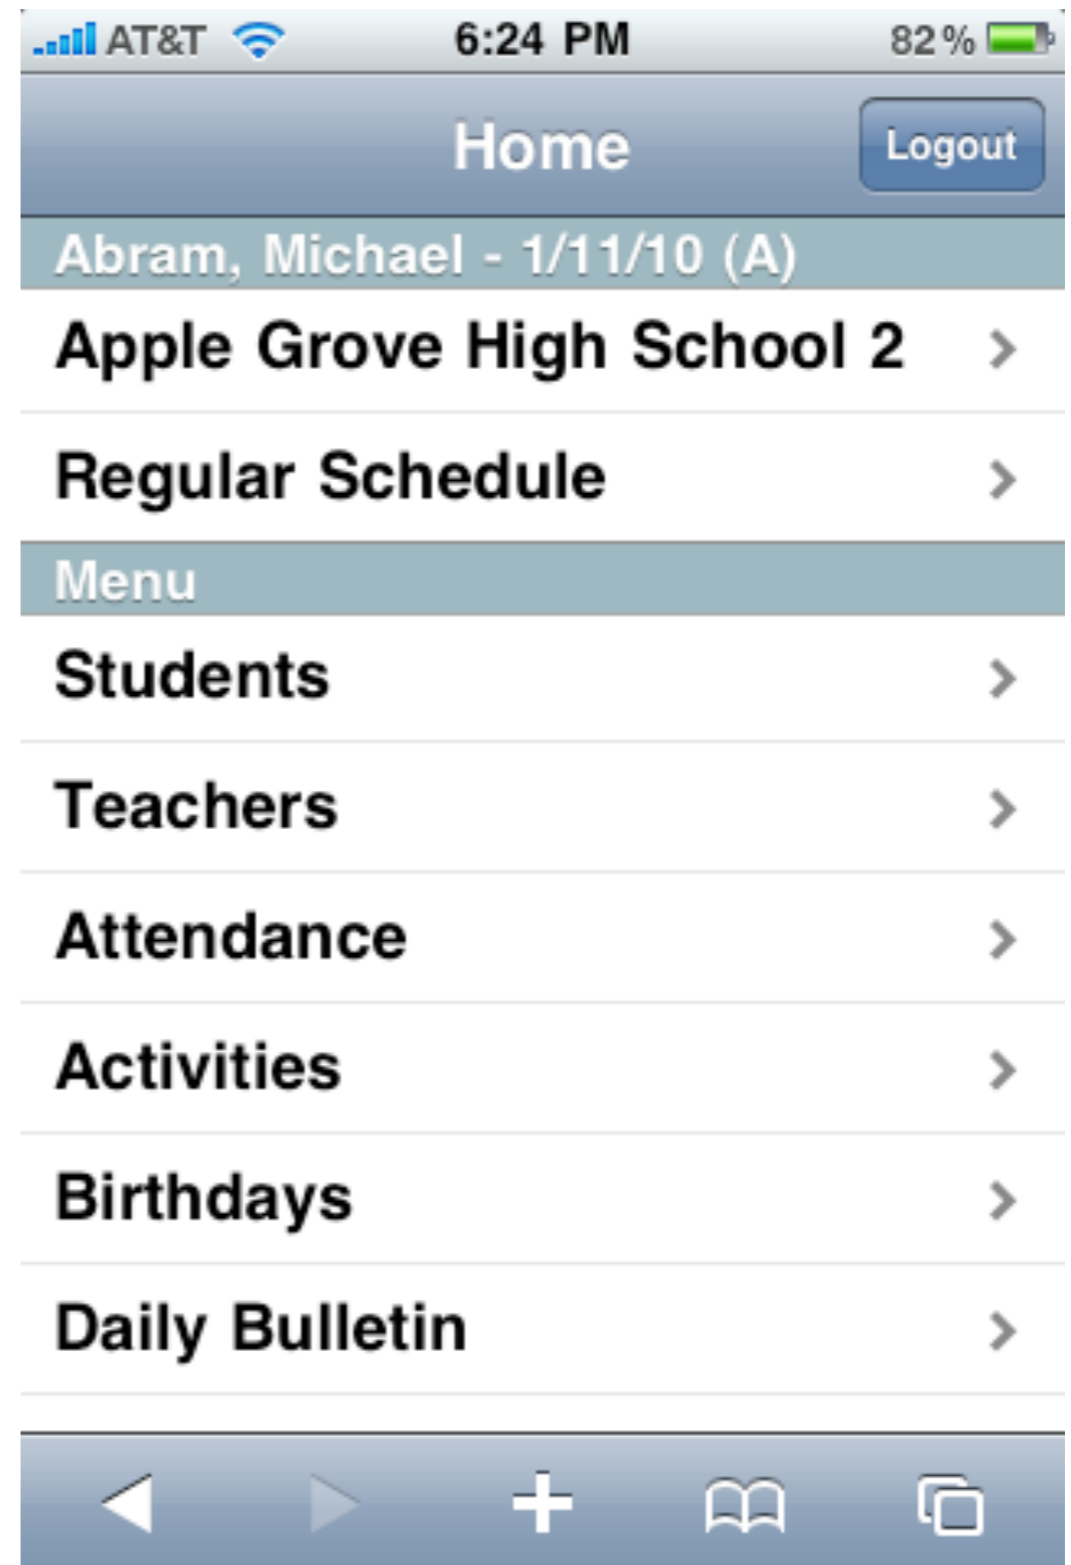 AT&T 6:24 PM 82%
Home Logout
Abram, Michael - 1/11/10 (A)
Apple Grove High School 2
Regular Schedule
Menu
Students
Teachers
Attendance
Activities
Birthdays
Daily Bulletin